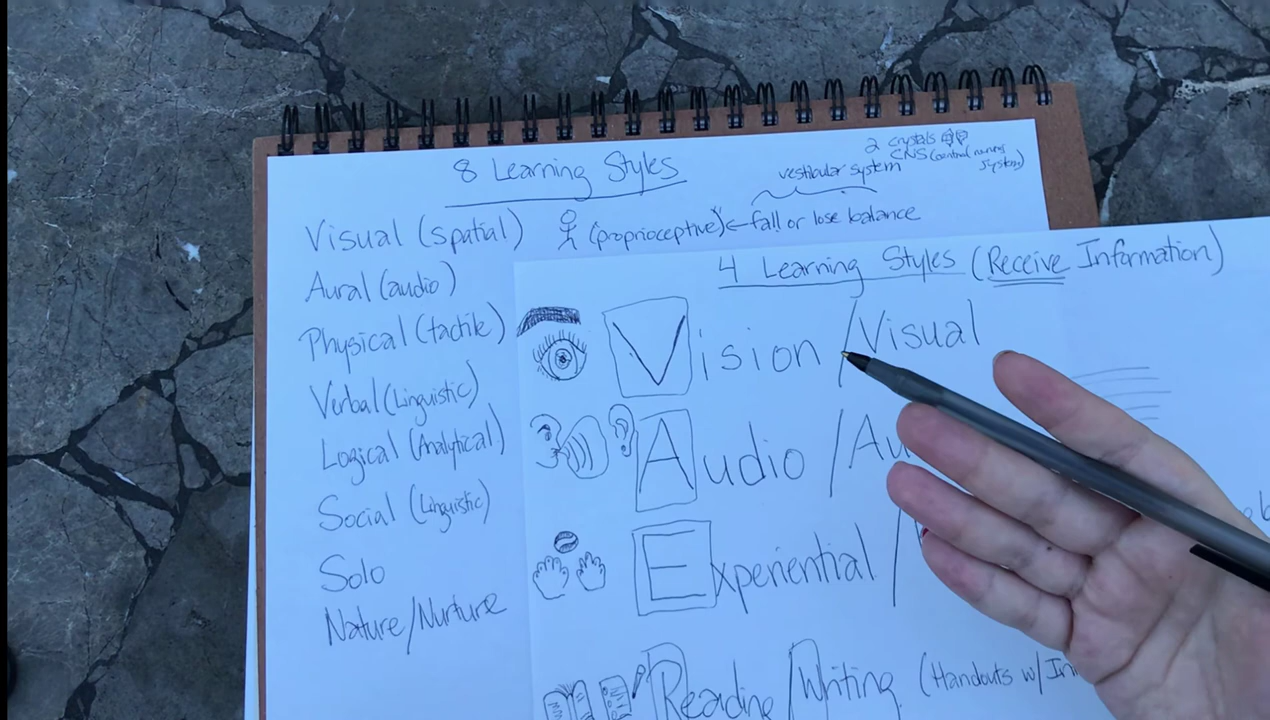 8 Learning Styles
2 crystals
CNS (central nervous system)
vestibular system
Visual (spatial)
(proprioceptive) ← fall or lose balance
Aural (audio)
Physical (tactile)
Verbal (Linguistic)
Logical (Analytical)
Social (Linguistic)
Solo
Nature/Nurture
4 Learning Styles (Receive Information)
Vision /Visual
Audio /Au
Experiential /
Reading /Writing (Handouts w/